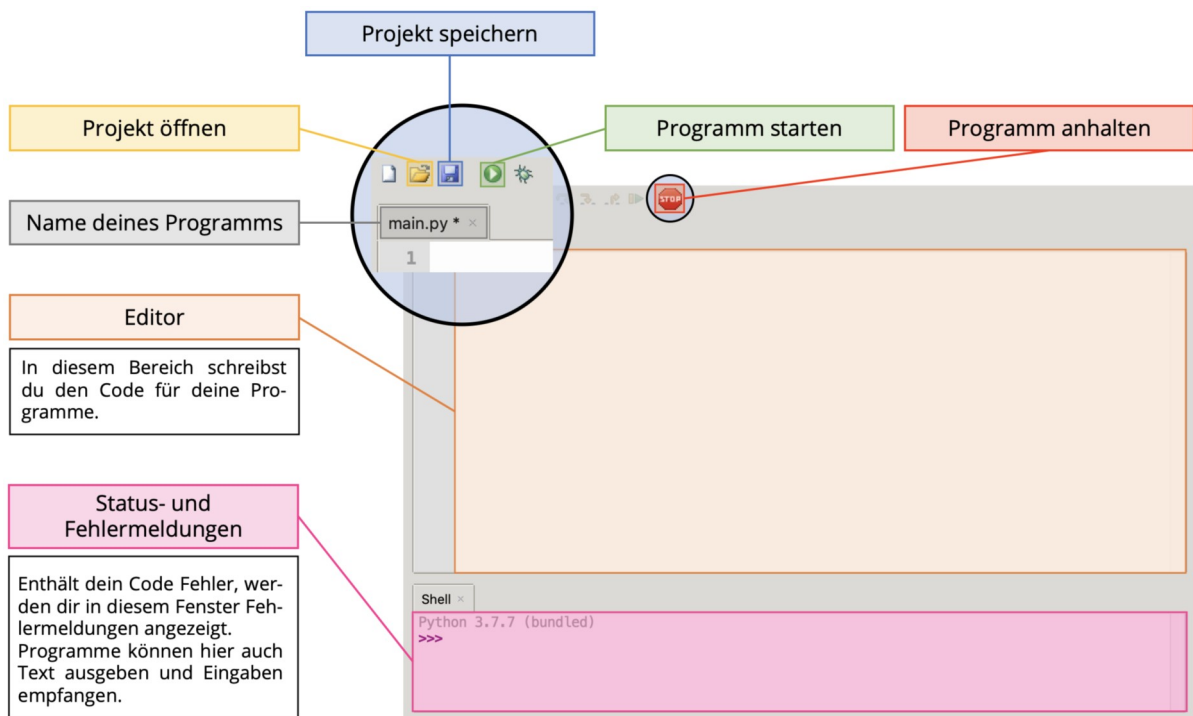 Projekt speichern
Projekt öffnen
Programm starten
Programm anhalten
STOP
Name deines Programms
main.py * ×
1
Editor
In diesem Bereich schreibst
du den Code für deine Pro-
gramme.
Status- und
Fehlermeldungen
Enthält dein Code Fehler, wer-
den dir in diesem Fenster Feh-
lermeldungen angezeigt.
Programme können hier auch
Text ausgeben und Eingaben
empfangen.
Shell ×
Python 3.7.7 (bundled)
>>>